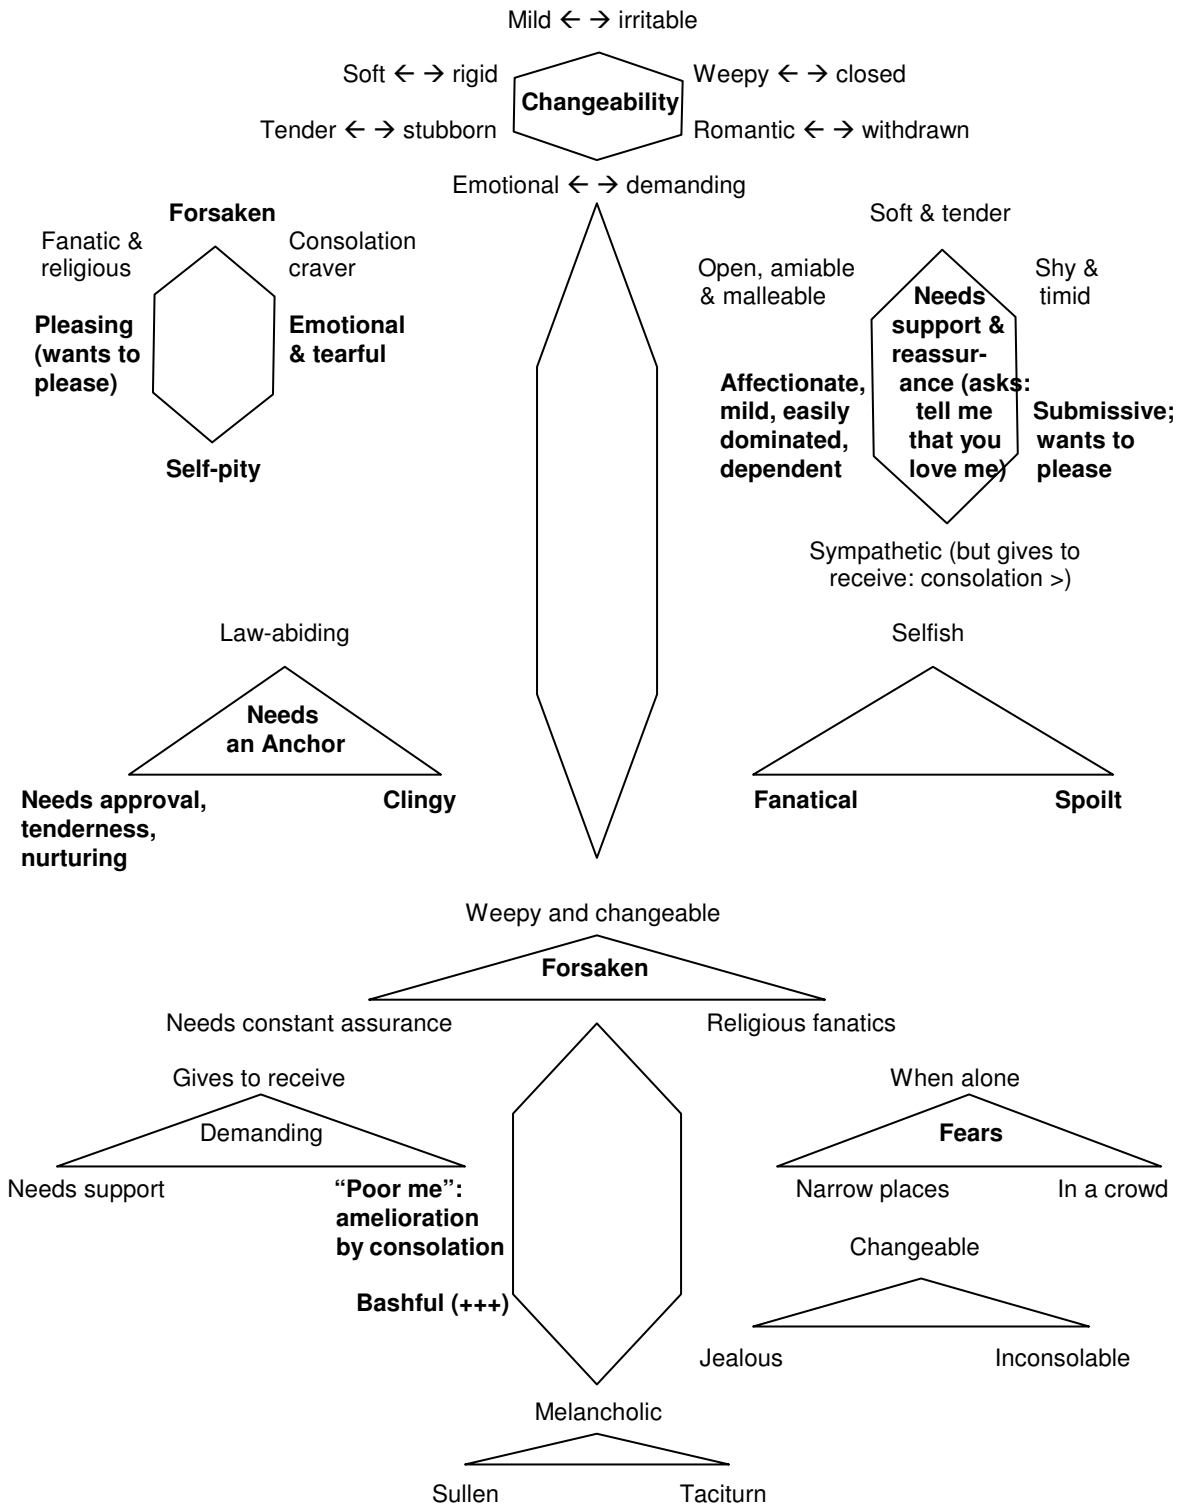 Mild ← → irritable
Soft ← → rigid
Weepy ← → closed
Changeability
Tender ← → stubborn
Romantic ← → withdrawn
Emotional ← → demanding
Forsaken
Fanatic &
religious
Consolation
craver
Pleasing
(wants to
please)
Emotional
& tearful
Self-pity
Soft & tender
Open, amiable
& malleable
Shy &
timid
Needs
support &
reassur-
ance (asks:
tell me
that you
love me)
Affectionate,
mild, easily
dominated,
dependent
Submissive;
wants to
please
Sympathetic (but gives to
receive: consolation >)
Law-abiding
Needs
an Anchor
Needs approval,
tenderness,
nurturing
Clingy
Selfish
Fanatical
Spoilt
Weepy and changeable
Forsaken
Needs constant assurance
Religious fanatics
Gives to receive
Demanding
Needs support
“Poor me”:
amelioration
by consolation
Bashful (+++)
When alone
Fears
Narrow places
In a crowd
Changeable
Jealous
Inconsolable
Melancholic
Sullen
Taciturn